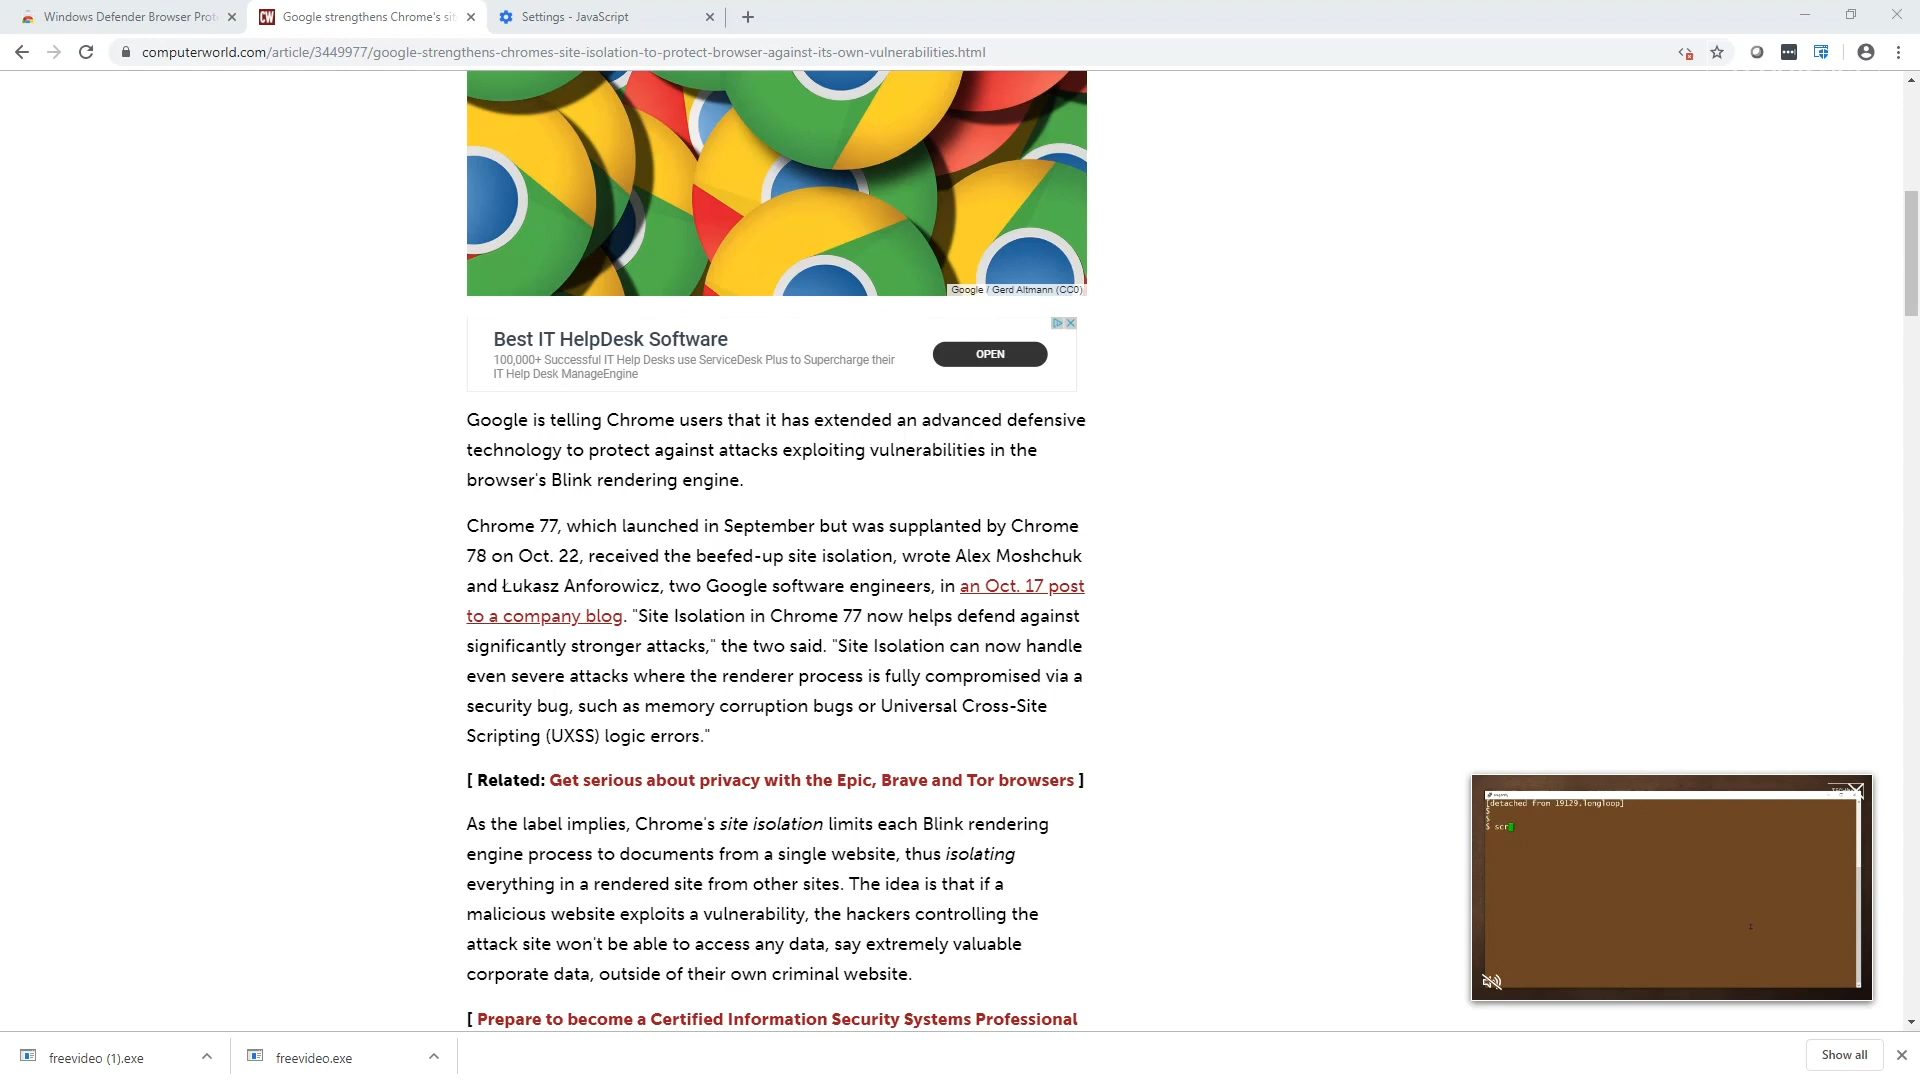 Windows Defender Browser Prot
Google strengthens Chrome's sit
Settings - JavaScript
computerworld.com/article/3449977/google-strengthens-chromes-site-isolation-to-protect-browser-against-its-own-vulnerabilities.html
Google / Gerd Altmann (CC0)
Best IT HelpDesk Software
100,000+ Successful IT Help Desks use ServiceDesk Plus to Supercharge their
IT Help Desk ManageEngine
OPEN
Google is telling Chrome users that it has extended an advanced defensive
technology to protect against attacks exploiting vulnerabilities in the
browser's Blink rendering engine.
Chrome 77, which launched in September but was supplanted by Chrome
78 on Oct. 22, received the beefed-up site isolation, wrote Alex Moshchuk
and Łukasz Anforowicz, two Google software engineers, in an Oct. 17 post
to a company blog. "Site Isolation in Chrome 77 now helps defend against
significantly stronger attacks," the two said. "Site Isolation can now handle
even severe attacks where the renderer process is fully compromised via a
security bug, such as memory corruption bugs or Universal Cross-Site
Scripting (UXSS) logic errors."
[ Related: Get serious about privacy with the Epic, Brave and Tor browsers ]
As the label implies, Chrome's site isolation limits each Blink rendering
engine process to documents from a single website, thus isolating
everything in a rendered site from other sites. The idea is that if a
malicious website exploits a vulnerability, the hackers controlling the
attack site won't be able to access any data, say extremely valuable
corporate data, outside of their own criminal website.
[ Prepare to become a Certified Information Security Systems Professional
[detached from 19129.longloop]
$
$
$ scr
freevideo (1).exe
freevideo.exe
Show all